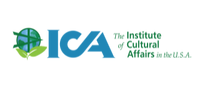 ICA The Institute
of Cultural
Affairs in the U.S.A.